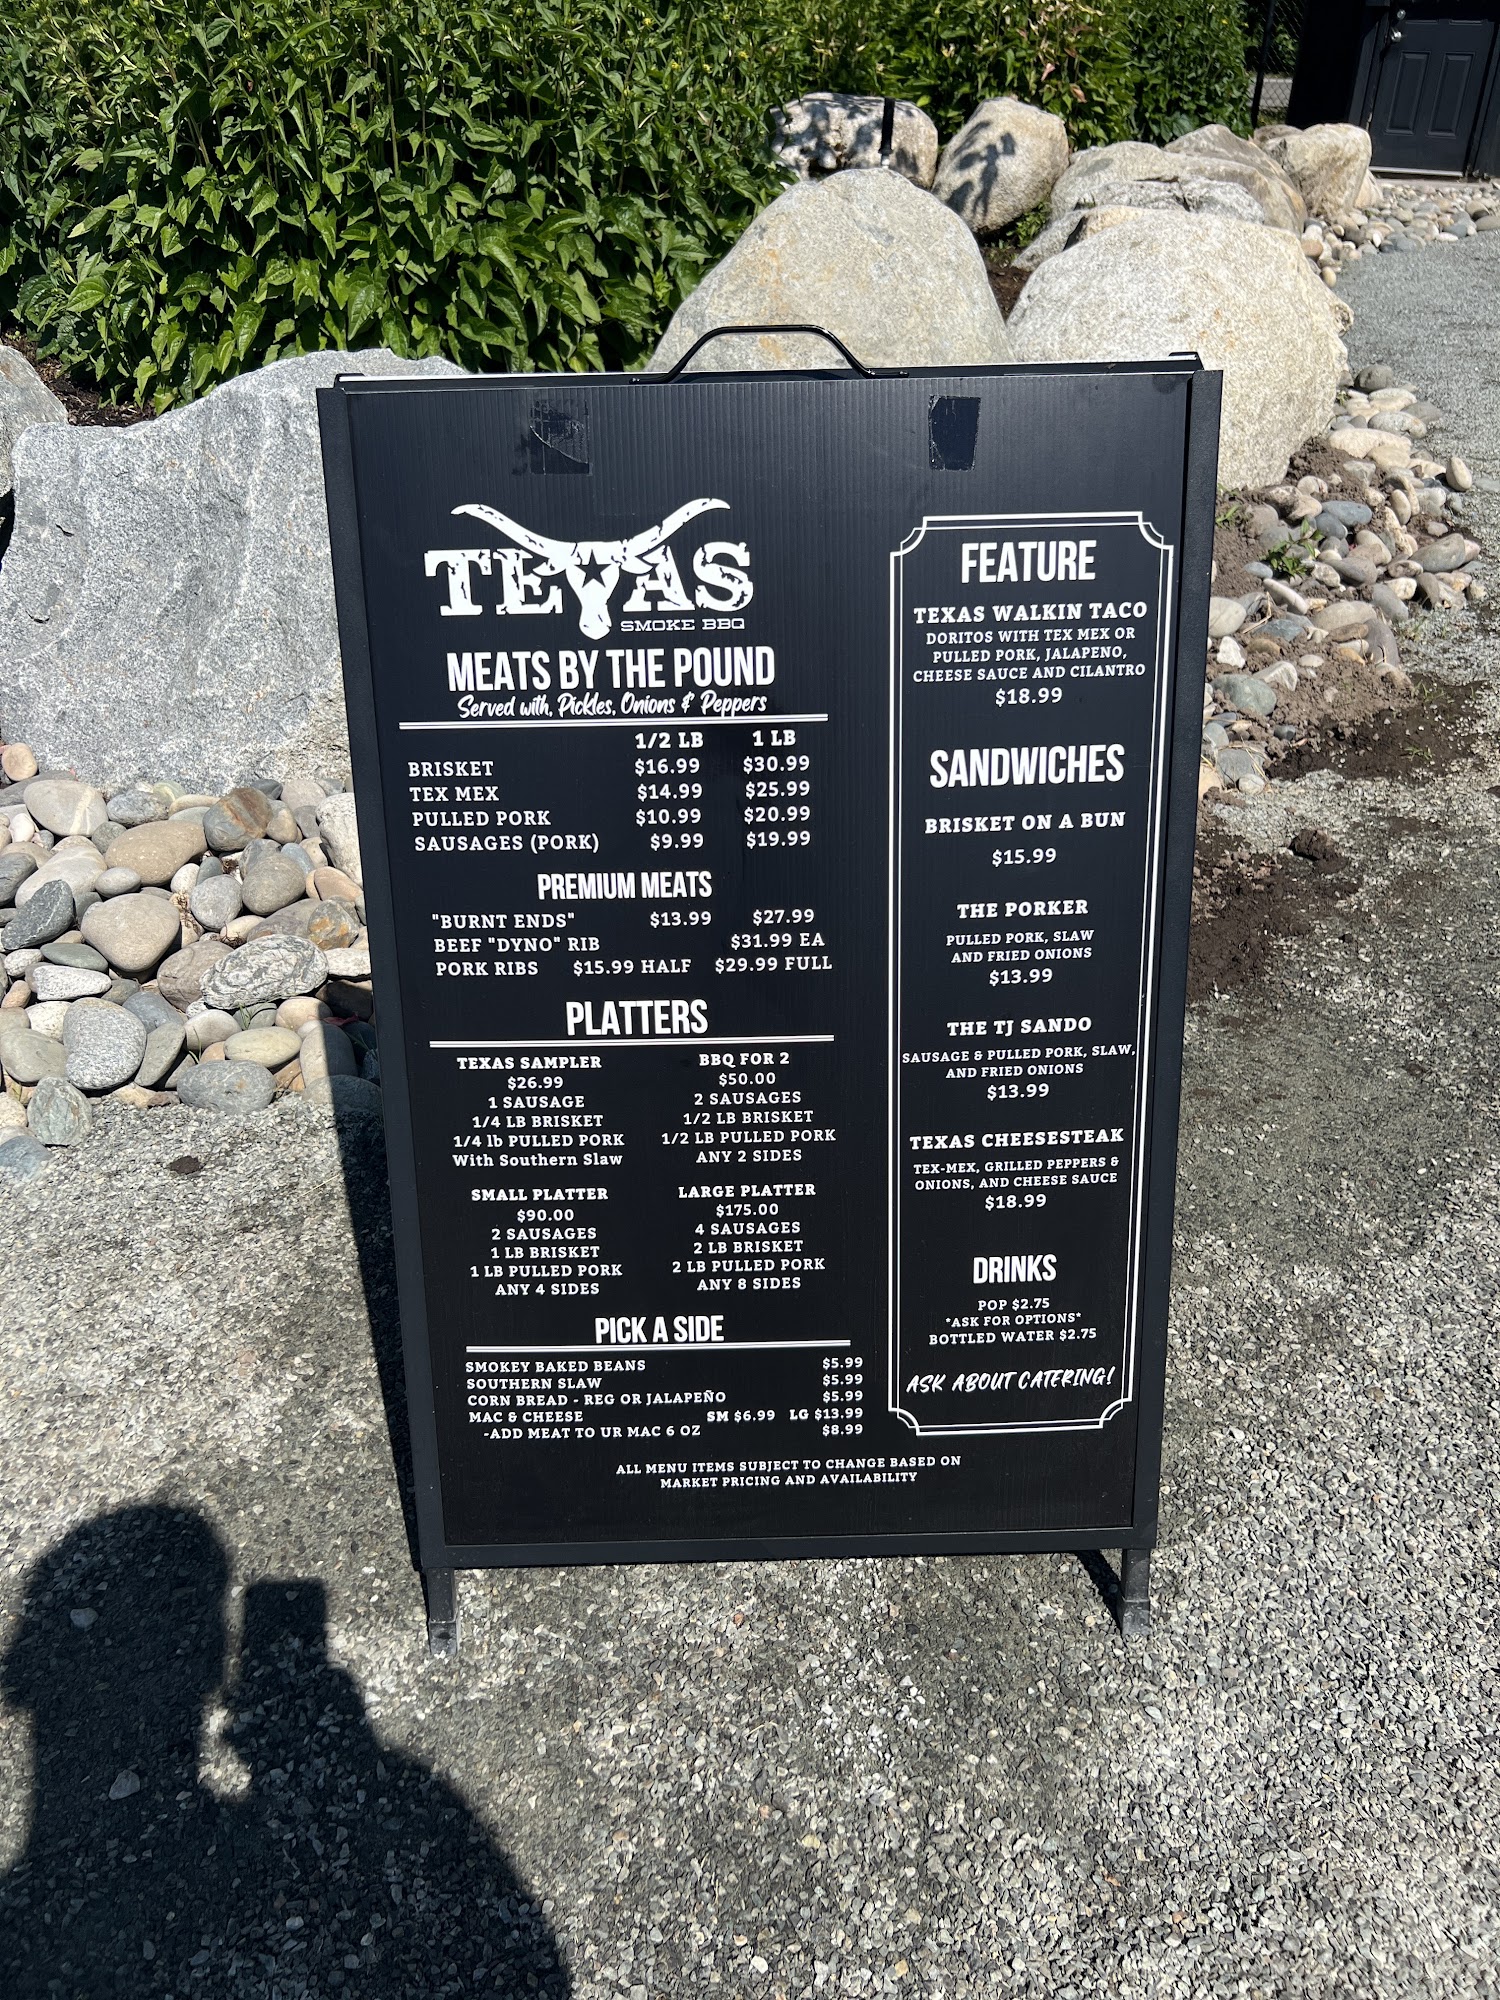 TEXAS
SMOKE BBQ
MEATS BY THE POUND
Served with, Pickles, Onions & Peppers
1/2 LB 1 LB
BRISKET $16.99 $30.99
TEX MEX $14.99 $25.99
PULLED PORK $10.99 $20.99
SAUSAGES (PORK) $9.99 $19.99
PREMIUM MEATS
"BURNT ENDS" $13.99 $27.99
BEEF "DYNO" RIB $31.99 EA
PORK RIBS $15.99 HALF $29.99 FULL
PLATTERS
TEXAS SAMPLER
$26.99
1 SAUSAGE
1/4 LB BRISKET
1/4 lb PULLED PORK
With Southern Slaw
BBQ FOR 2
$50.00
2 SAUSAGES
1/2 LB BRISKET
1/2 LB PULLED PORK
ANY 2 SIDES
SMALL PLATTER
$90.00
2 SAUSAGES
1 LB BRISKET
1 LB PULLED PORK
ANY 4 SIDES
LARGE PLATTER
$175.00
4 SAUSAGES
2 LB BRISKET
2 LB PULLED PORK
ANY 8 SIDES
PICK A SIDE
SMOKEY BAKED BEANS $5.99
SOUTHERN SLAW $5.99
CORN BREAD - REG OR JALAPEÑO $5.99
MAC & CHEESE SM $6.99 LG $13.99
-ADD MEAT TO UR MAC 6 OZ $8.99
FEATURE
TEXAS WALKIN TACO
DORITOS WITH TEX MEX OR
PULLED PORK, JALAPENO,
CHEESE SAUCE AND CILANTRO
$18.99
SANDWICHES
BRISKET ON A BUN
$15.99
THE PORKER
PULLED PORK, SLAW
AND FRIED ONIONS
$13.99
THE TJ SANDO
SAUSAGE & PULLED PORK, SLAW,
AND FRIED ONIONS
$13.99
TEXAS CHEESESTEAK
TEX-MEX, GRILLED PEPPERS &
ONIONS, AND CHEESE SAUCE
$18.99
DRINKS
POP $2.75
*ASK FOR OPTIONS*
BOTTLED WATER $2.75
ASK ABOUT CATERING!
ALL MENU ITEMS SUBJECT TO CHANGE BASED ON
MARKET PRICING AND AVAILABILITY